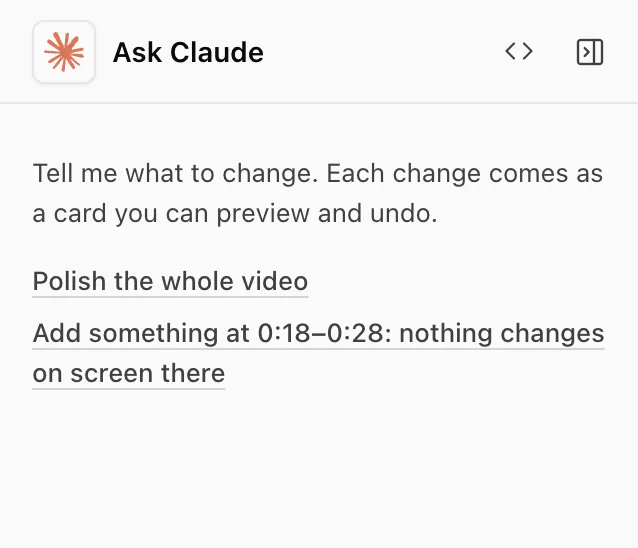 Ask Claude
Tell me what to change. Each change comes as
a card you can preview and undo.
Polish the whole video
Add something at 0:18–0:28: nothing changes
on screen there